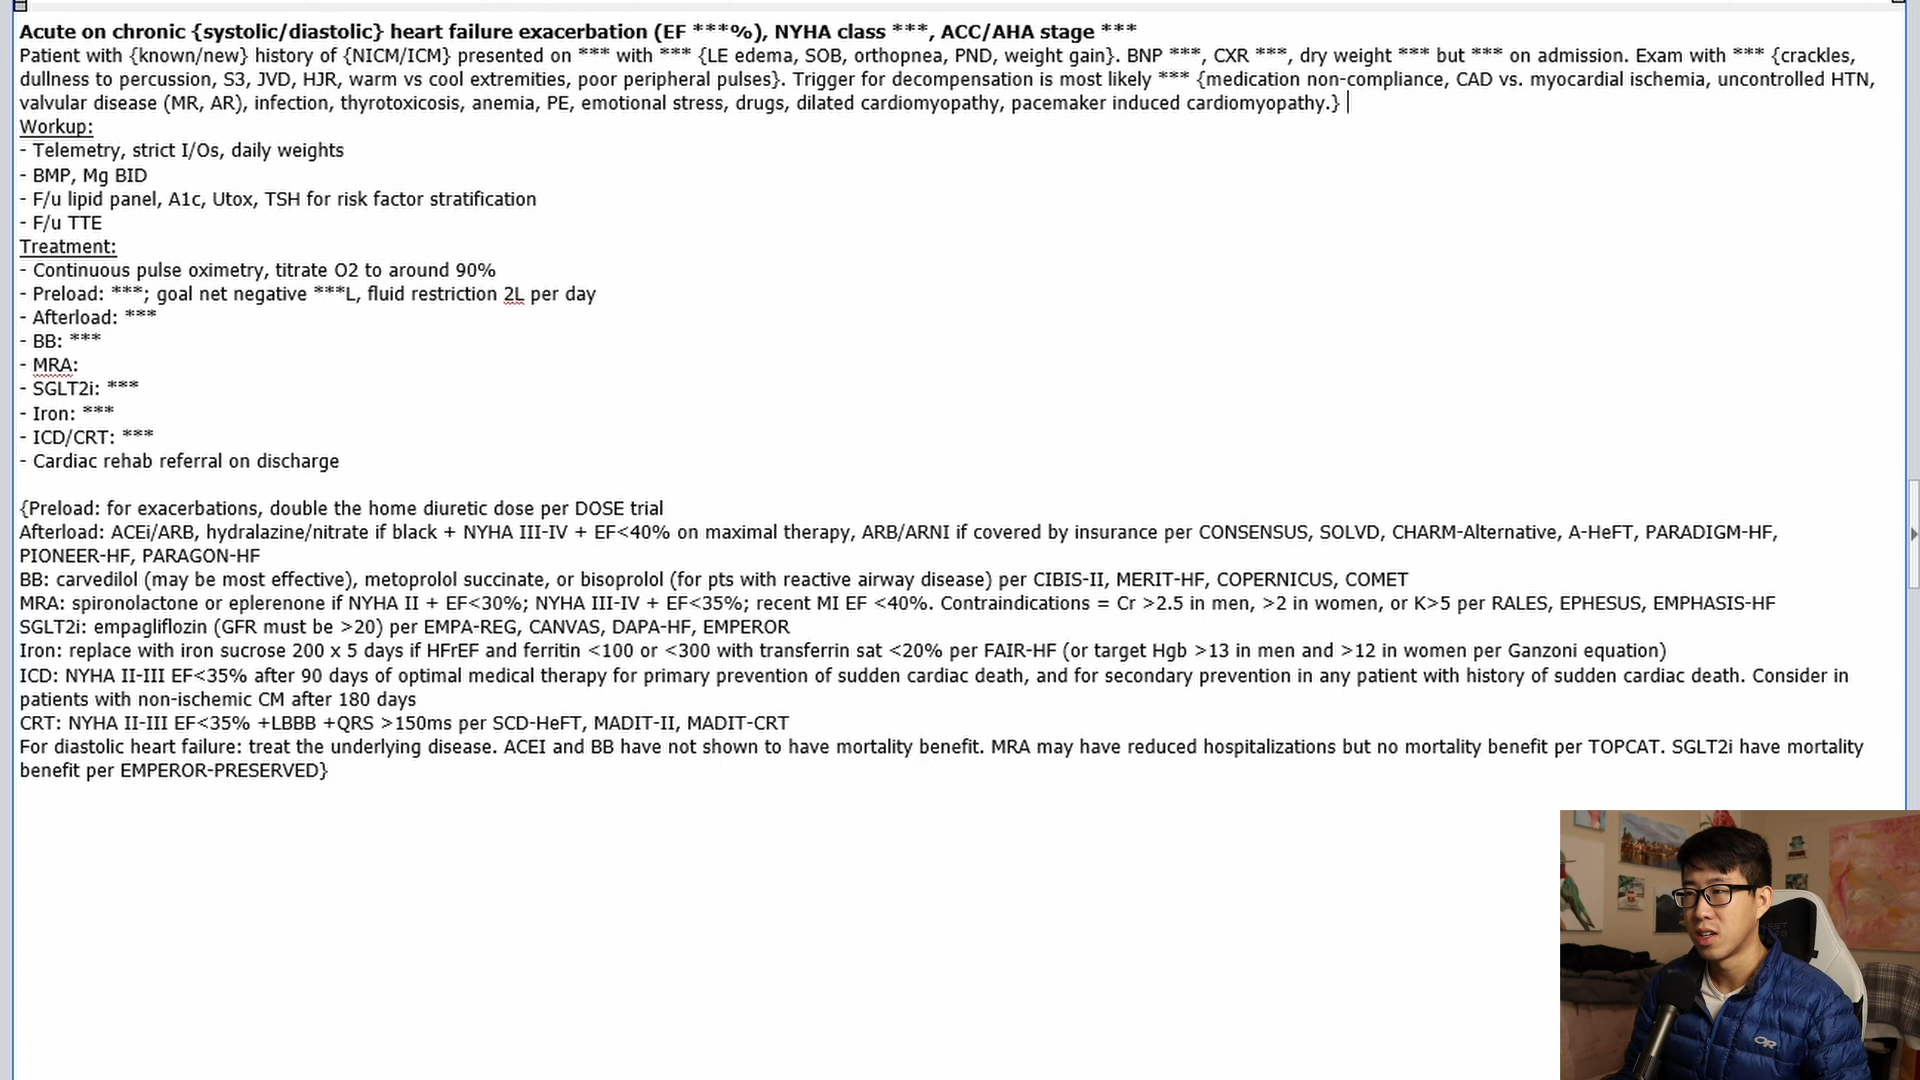 Acute on chronic {systolic/diastolic} heart failure exacerbation (EF ***%), NYHA class ***, ACC/AHA stage ***
Patient with {known/new} history of {NICM/ICM} presented on *** with *** {LE edema, SOB, orthopnea, PND, weight gain}. BNP ***, CXR ***, dry weight *** but *** on admission. Exam with *** {crackles,
dullness to percussion, S3, JVD, HJR, warm vs cool extremities, poor peripheral pulses}. Trigger for decompensation is most likely *** {medication non-compliance, CAD vs. myocardial ischemia, uncontrolled HTN,
valvular disease (MR, AR), infection, thyrotoxicosis, anemia, PE, emotional stress, drugs, dilated cardiomyopathy, pacemaker induced cardiomyopathy.}
Workup:
- Telemetry, strict I/Os, daily weights
- BMP, Mg BID
- F/u lipid panel, A1c, Utox, TSH for risk factor stratification
- F/u TTE
Treatment:
- Continuous pulse oximetry, titrate O2 to around 90%
- Preload: ***; goal net negative ***L, fluid restriction 2L per day
- Afterload: ***
- BB: ***
- MRA:
- SGLT2i: ***
- Iron: ***
- ICD/CRT: ***
- Cardiac rehab referral on discharge
{Preload: for exacerbations, double the home diuretic dose per DOSE trial
Afterload: ACEi/ARB, hydralazine/nitrate if black + NYHA III-IV + EF<40% on maximal therapy, ARB/ARNI if covered by insurance per CONSENSUS, SOLVD, CHARM-Alternative, A-HeFT, PARADIGM-HF,
PIONEER-HF, PARAGON-HF
BB: carvedilol (may be most effective), metoprolol succinate, or bisoprolol (for pts with reactive airway disease) per CIBIS-II, MERIT-HF, COPERNICUS, COMET
MRA: spironolactone or eplerenone if NYHA II + EF<30%; NYHA III-IV + EF<35%; recent MI EF <40%. Contraindications = Cr >2.5 in men, >2 in women, or K>5 per RALES, EPHESUS, EMPHASIS-HF
SGLT2i: empagliflozin (GFR must be >20) per EMPA-REG, CANVAS, DAPA-HF, EMPEROR
Iron: replace with iron sucrose 200 x 5 days if HFrEF and ferritin <100 or <300 with transferrin sat <20% per FAIR-HF (or target Hgb >13 in men and >12 in women per Ganzoni equation)
ICD: NYHA II-III EF<35% after 90 days of optimal medical therapy for primary prevention of sudden cardiac death, and for secondary prevention in any patient with history of sudden cardiac death. Consider in
patients with non-ischemic CM after 180 days
CRT: NYHA II-III EF<35% +LBBB +QRS >150ms per SCD-HeFT, MADIT-II, MADIT-CRT
For diastolic heart failure: treat the underlying disease. ACEI and BB have not shown to have mortality benefit. MRA may have reduced hospitalizations but no mortality benefit per TOPCAT. SGLT2i have mortality
benefit per EMPEROR-PRESERVED}
OR